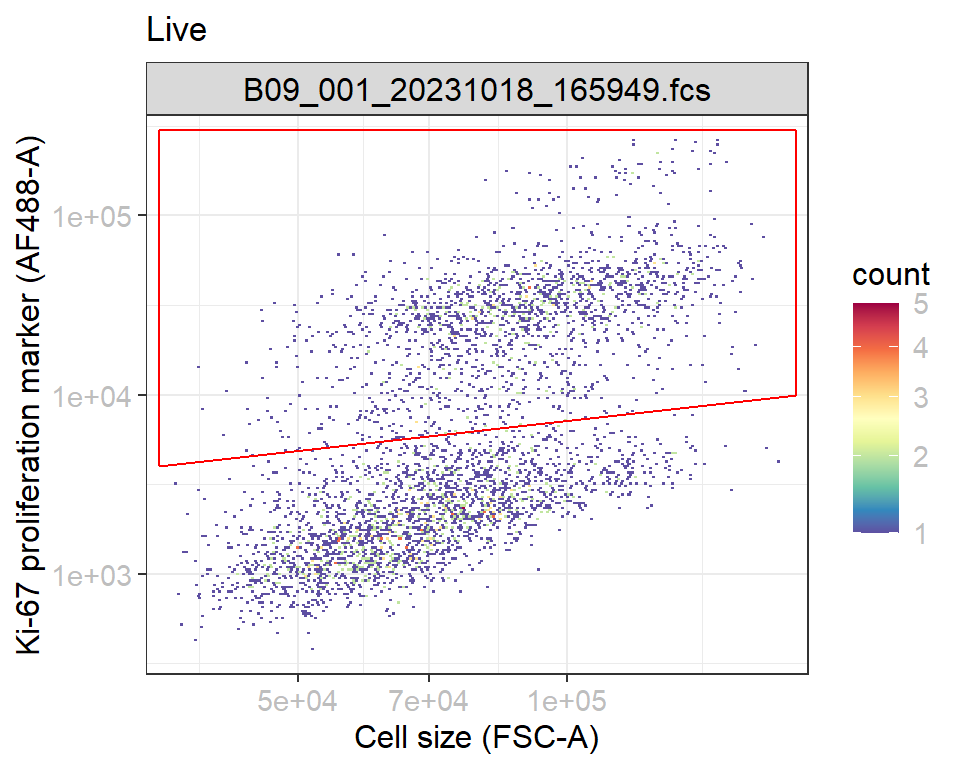 Live
B09_001_20231018_165949.fcs
Ki-67 proliferation marker (AF488-A)
1e+05
1e+04
1e+03
5e+04 7e+04 1e+05
Cell size (FSC-A)
count
5
4
3
2
1